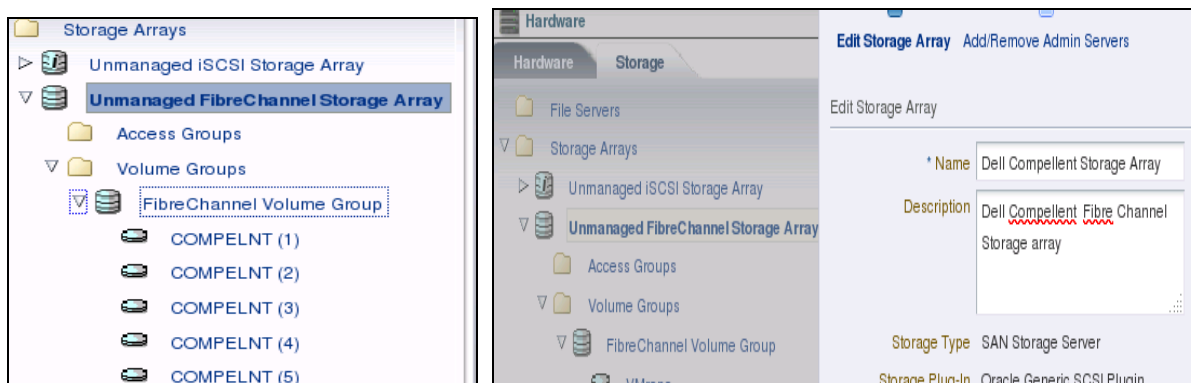 Storage Arrays
Unmanaged iSCSI Storage Array
Unmanaged FibreChannel Storage Array
Access Groups
Volume Groups
FibreChannel Volume Group
COMPELNT (1)
COMPELNT (2)
COMPELNT (3)
COMPELNT (4)
COMPELNT (5)
Hardware
Hardware Storage
File Servers
Storage Arrays
Unmanaged iSCSI Storage Array
Unmanaged FibreChannel Storage Array
Access Groups
Volume Groups
FibreChannel Volume Group
Edit Storage Array Add/Remove Admin Servers
Edit Storage Array
* Name Dell Compellent Storage Array
Description Dell Compellent Fibre Channel
Storage array
Storage Type SAN Storage Server
Storage Plug-In Oracle Generic SCSI Plugin